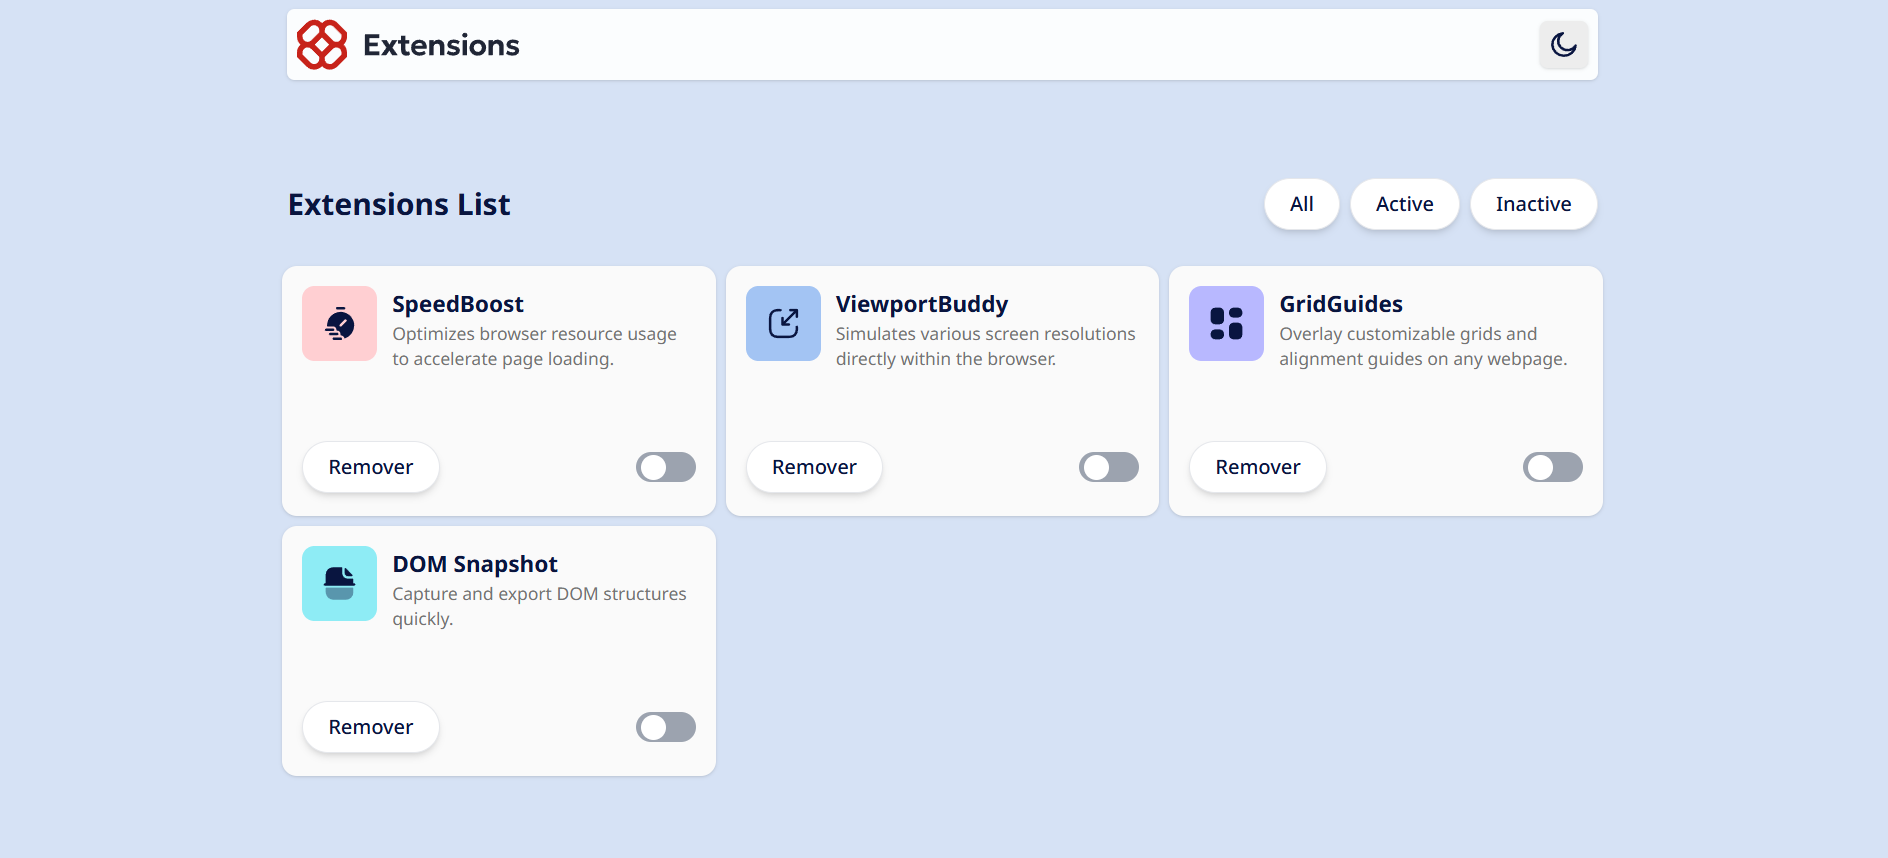 Extensions
Extensions List
All
Active
Inactive
SpeedBoost
Optimizes browser resource usage
to accelerate page loading.
Remover
ViewportBuddy
Simulates various screen resolutions
directly within the browser.
Remover
GridGuides
Overlay customizable grids and
alignment guides on any webpage.
Remover
DOM Snapshot
Capture and export DOM structures
quickly.
Remover